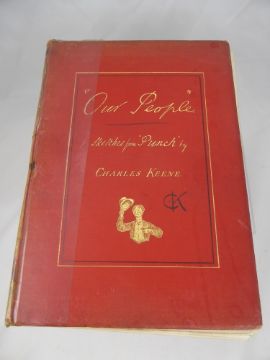 "Our People"
Sketches from "Punch" by
CHARLES KEENE
CK